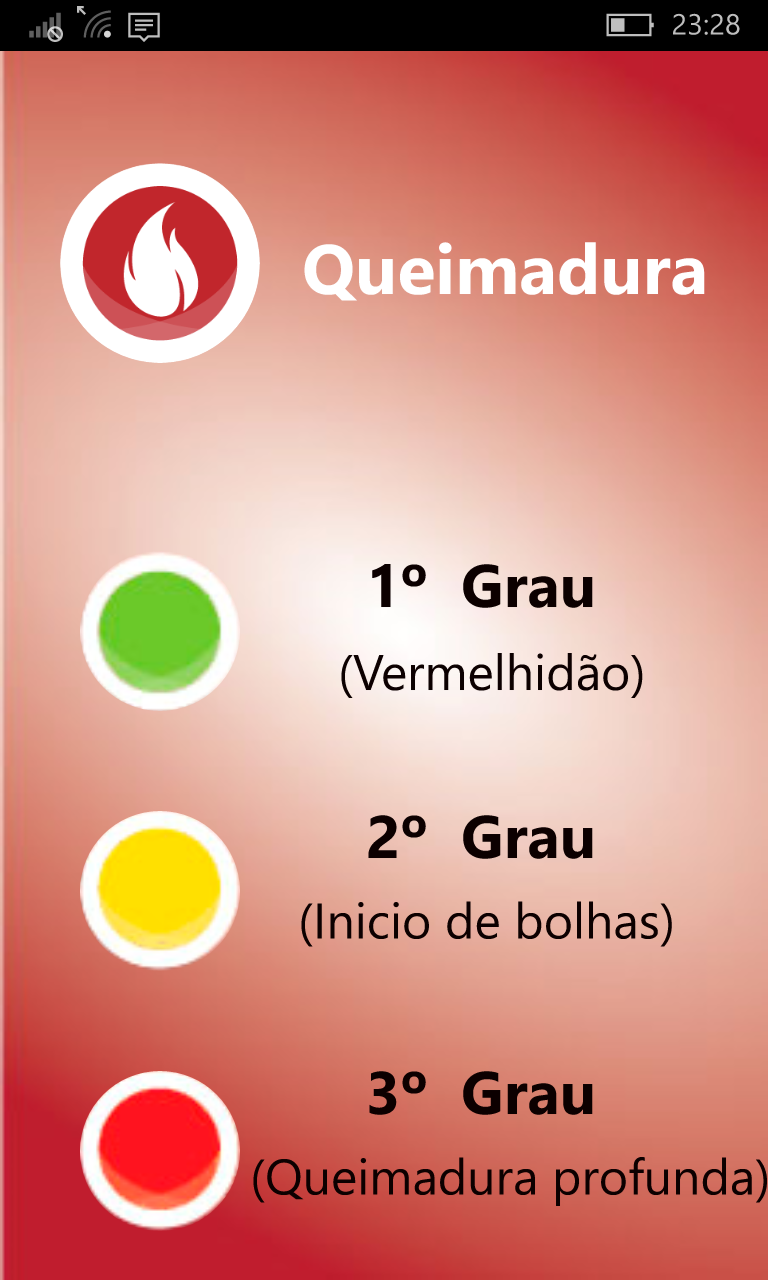 23:28
Queimadura
1º Grau
(Vermelhidão)
2º Grau
(Inicio de bolhas)
3º Grau
(Queimadura profunda)